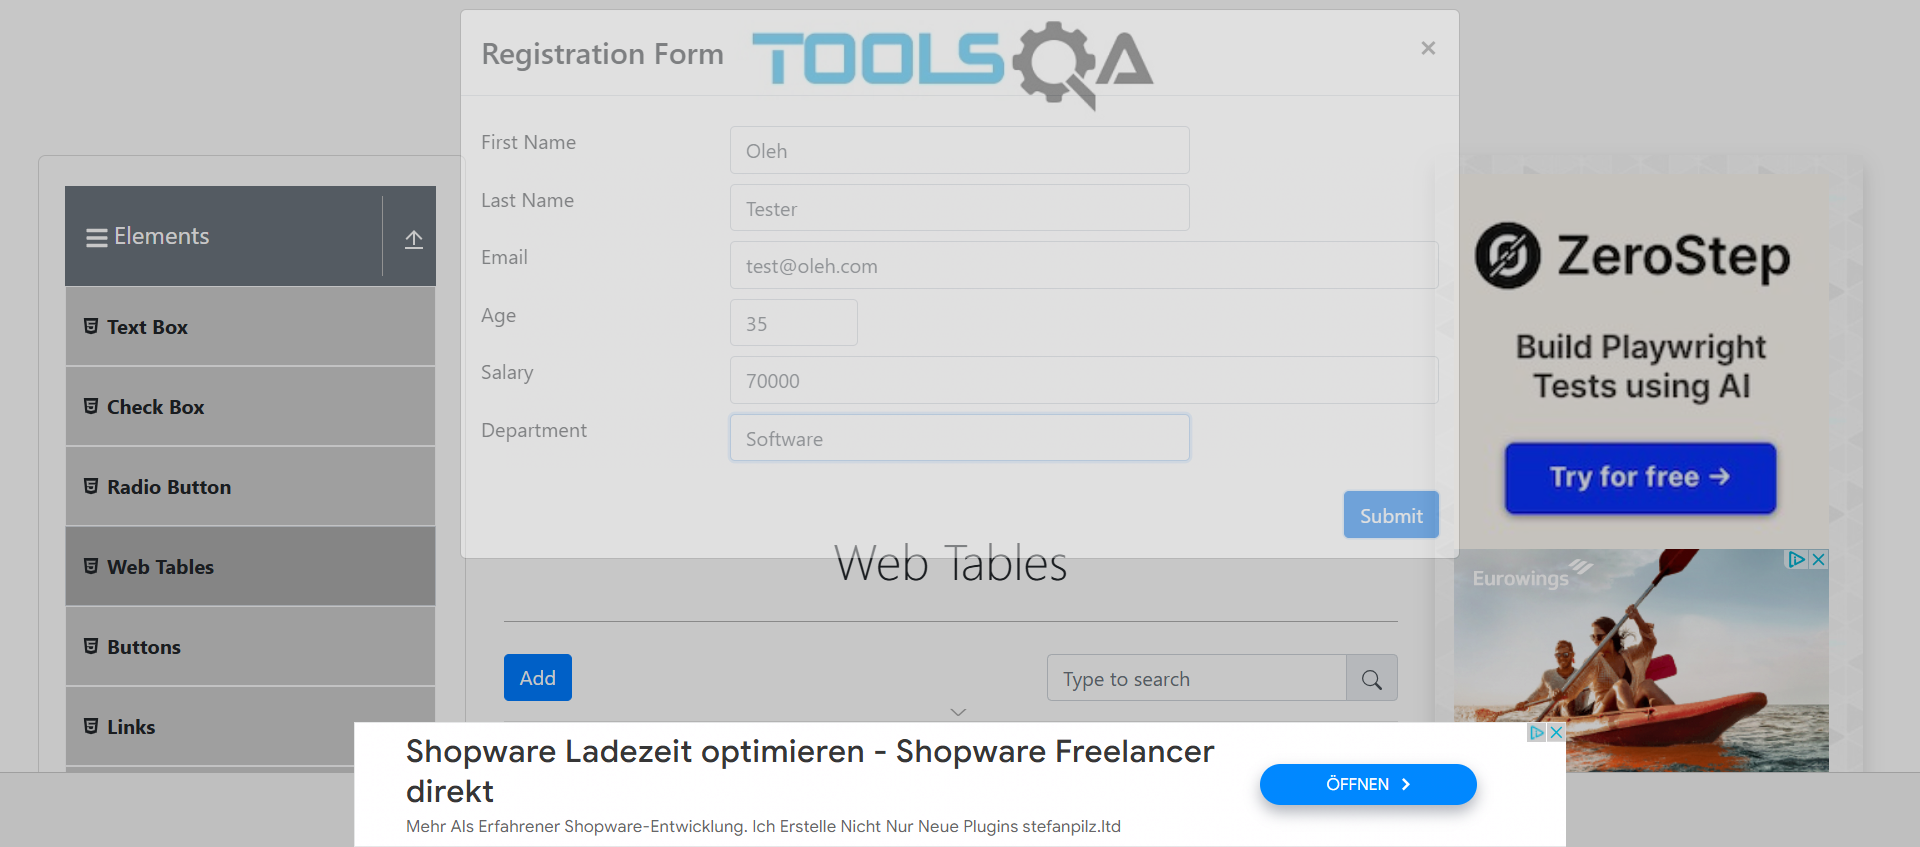 Registration Form
TOOLSQA
×
First Name
Oleh
Last Name
Tester
Email
test@oleh.com
Age
35
Salary
70000
Department
Software
Submit
Elements
Text Box
Check Box
Radio Button
Web Tables
Buttons
Links
Web Tables
Add
Type to search
ZeroStep
Build Playwright
Tests using AI
Try for free →
Eurowings
Shopware Ladezeit optimieren - Shopware Freelancer
direkt
Mehr Als Erfahrener Shopware-Entwicklung. Ich Erstelle Nicht Nur Neue Plugins stefanpilz.ltd
ÖFFNEN